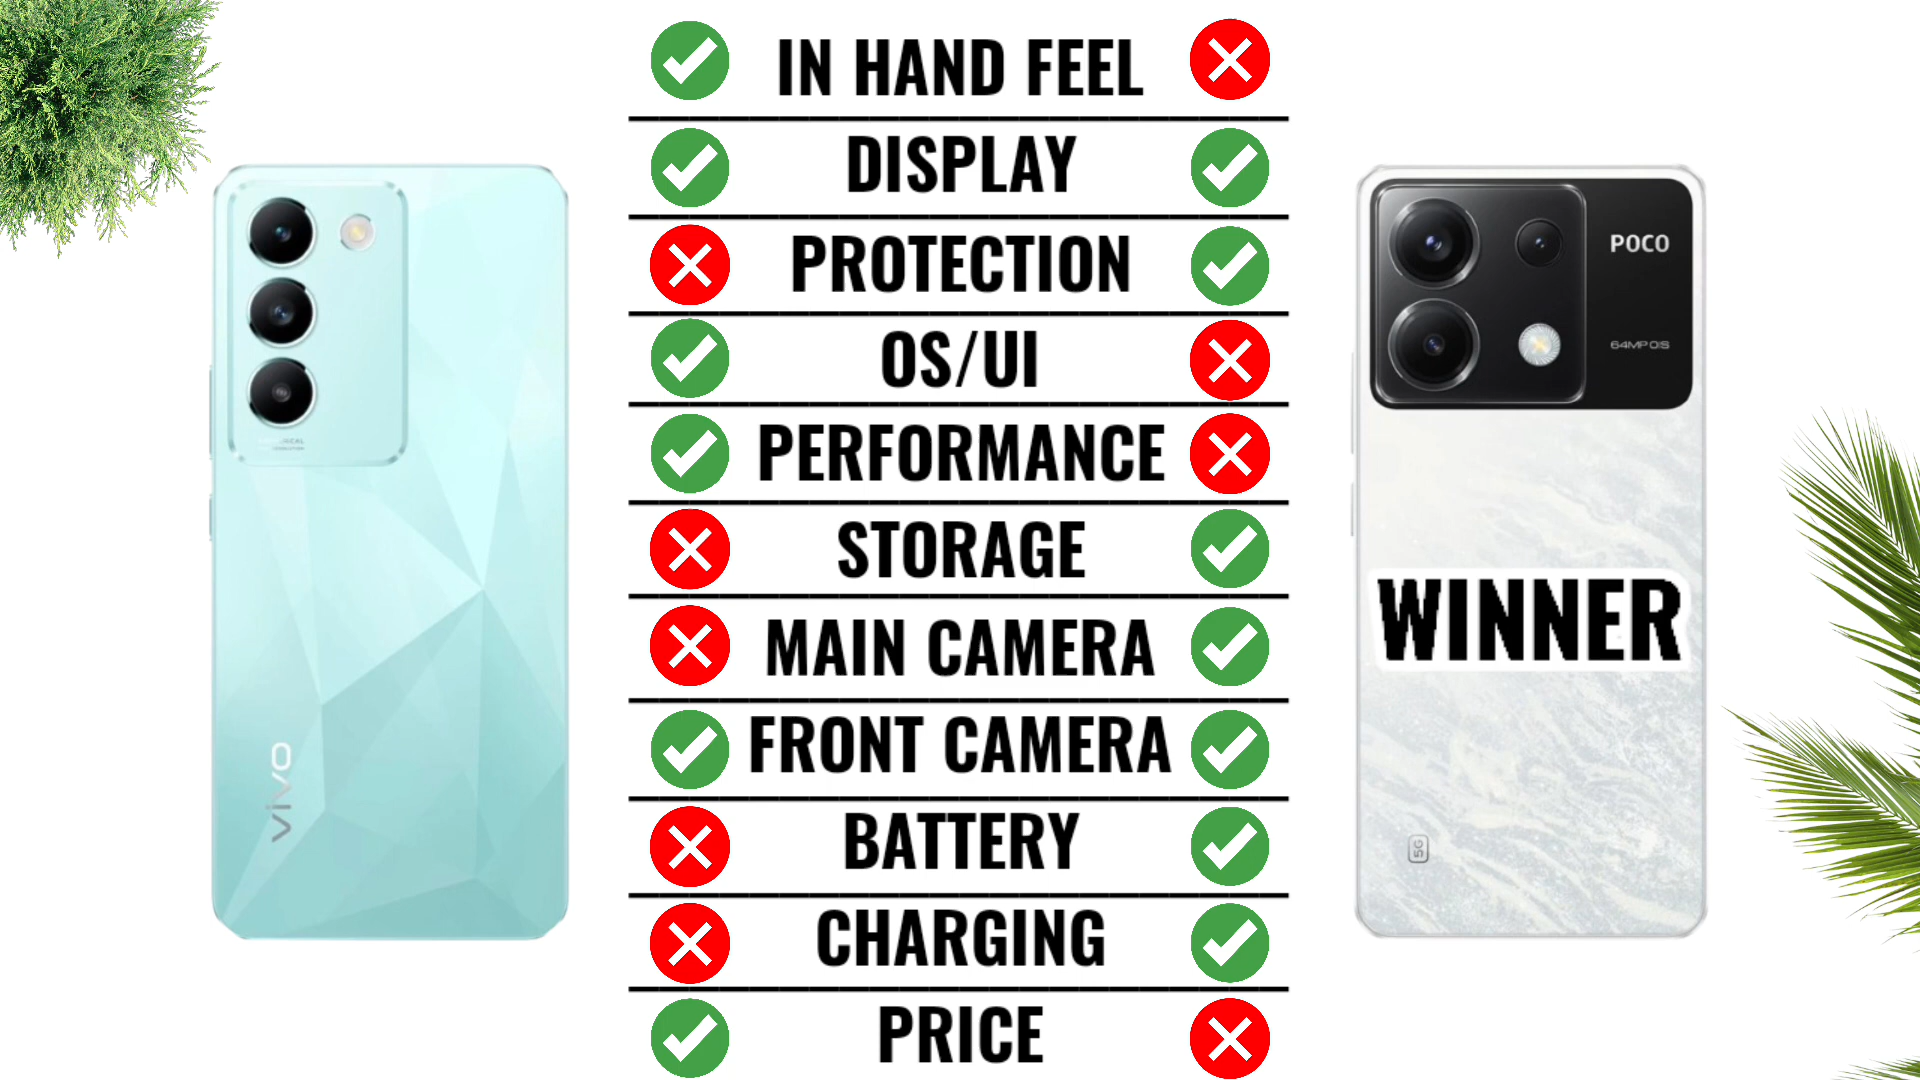 IN HAND FEEL
DISPLAY
PROTECTION
OS/UI
PERFORMANCE
STORAGE
MAIN CAMERA
FRONT CAMERA
BATTERY
CHARGING
PRICE
vivo
POCO
64MP OIS
WINNER
5G